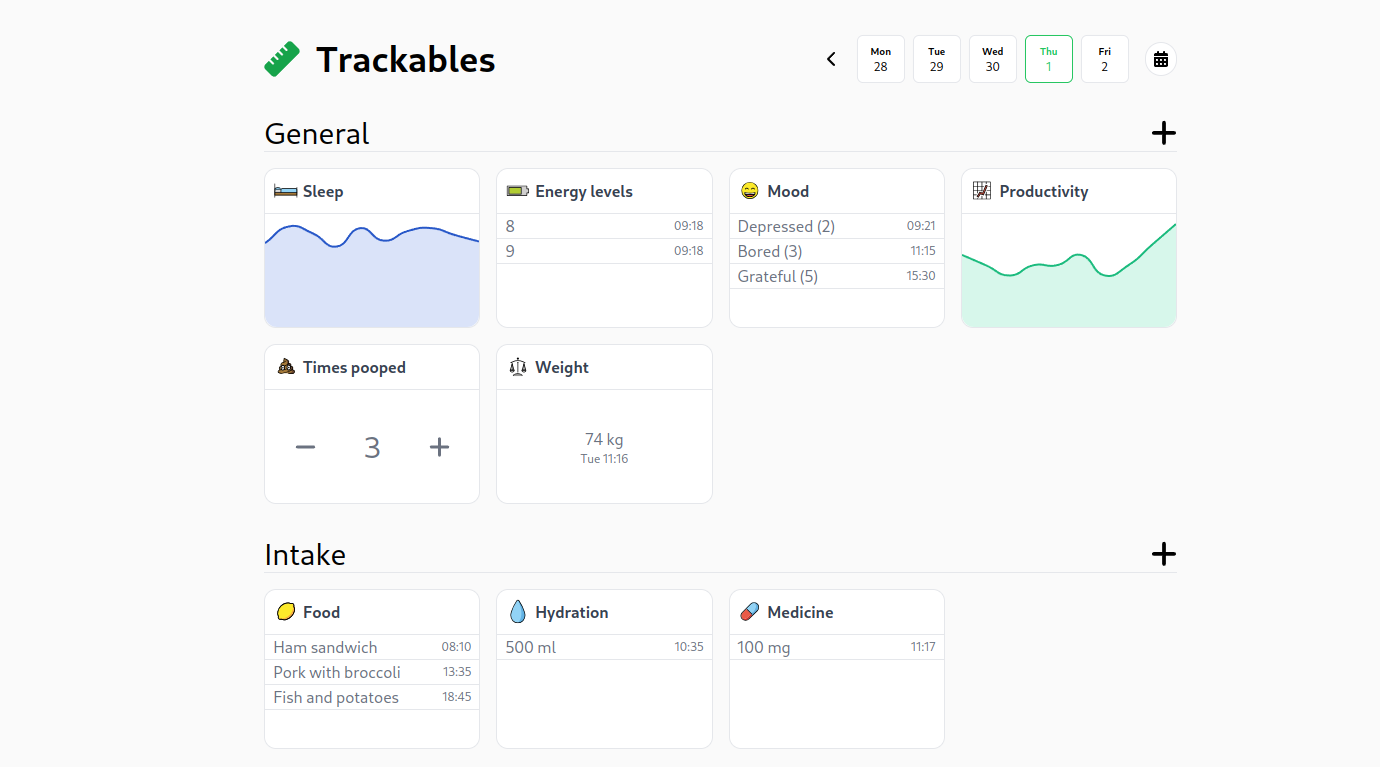 Trackables
Mon Tue Wed Thu Fri
28 29 30 1 2
General
Sleep Energy levels Mood Productivity
8 09:18 Depressed (2) 09:21
9 09:18 Bored (3) 11:15
Grateful (5) 15:30
Times pooped Weight
3
74 kg
Tue 11:16
Intake
Food Hydration Medicine
Ham sandwich 08:10 500 ml 10:35 100 mg 11:17
Pork with broccoli 13:35
Fish and potatoes 18:45